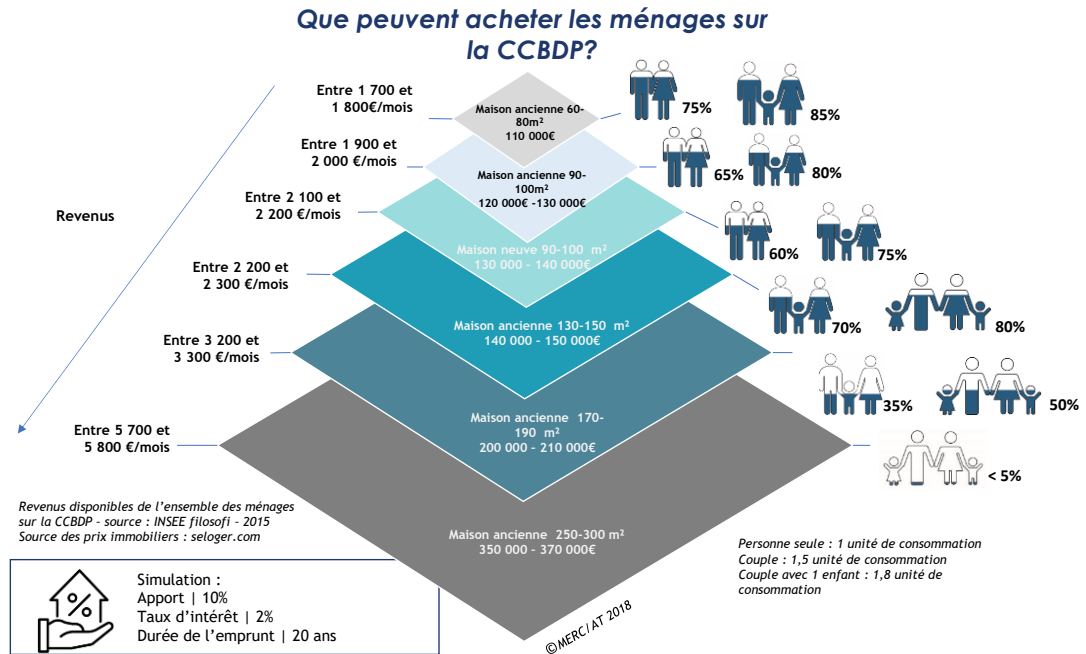 Que peuvent acheter les ménages sur
la CCBDP?
Revenus
Entre 1 700 et
1 800€/mois
Maison ancienne 60-
80m²
110 000€
75%
85%
Entre 1 900 et
2 000 €/mois
Maison ancienne 90-
100m²
120 000€ -130 000€
65%
80%
Entre 2 100 et
2 200 €/mois
Maison neuve 90-100 m²
130 000 - 140 000€
60%
75%
Entre 2 200 et
2 300 €/mois
Maison ancienne 130-150 m²
140 000 - 150 000€
70%
80%
Entre 3 200 et
3 300 €/mois
Maison ancienne 170-
190 m²
200 000 - 210 000€
35%
50%
Entre 5 700 et
5 800 €/mois
Maison ancienne 250-300 m²
350 000 - 370 000€
< 5%
Revenus disponibles de l'ensemble des ménages
sur la CCBDP - source : INSEE filosofi - 2015
Source des prix immobiliers : seloger.com
Personne seule : 1 unité de consommation
Couple : 1,5 unité de consommation
Couple avec 1 enfant : 1,8 unité de
consommation
%
Simulation :
Apport | 10%
Taux d'intérêt | 2%
Durée de l'emprunt | 20 ans
©MERC/AT 2018